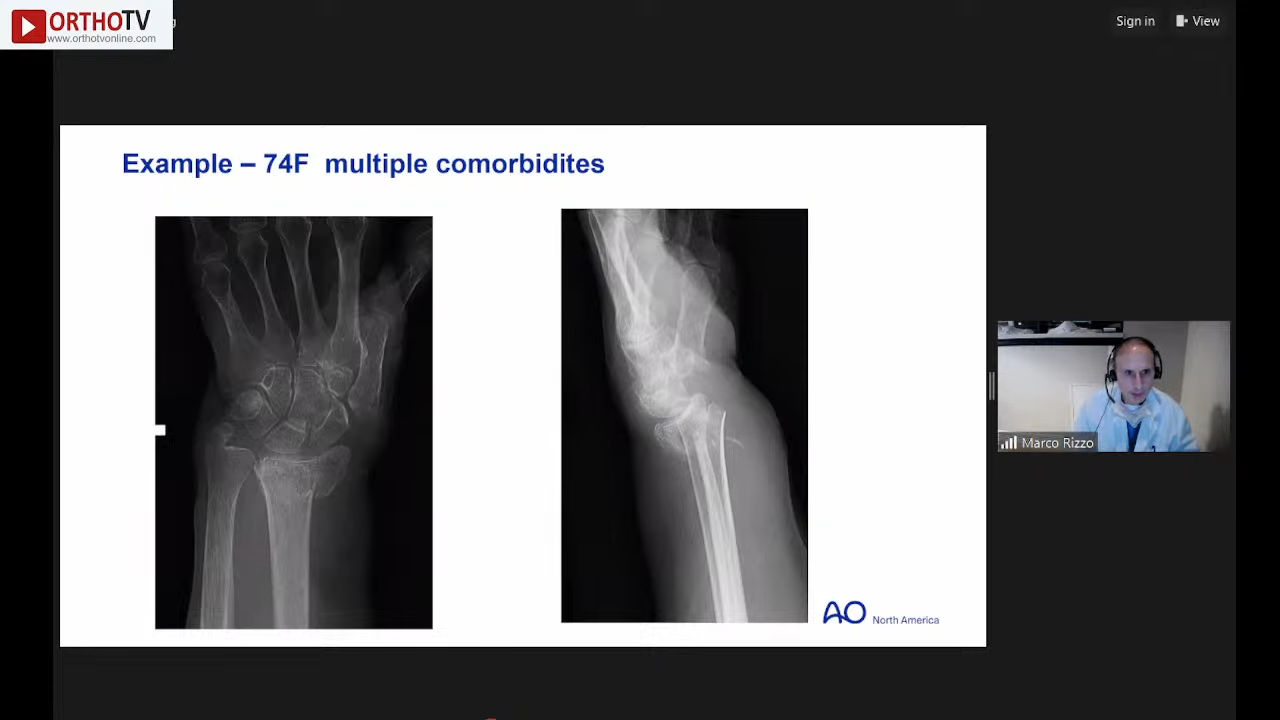 ORTHOTV
www.orthotvonline.com
Sign in
View
Example – 74F multiple comorbidites
Marco Rizzo
AO
North America